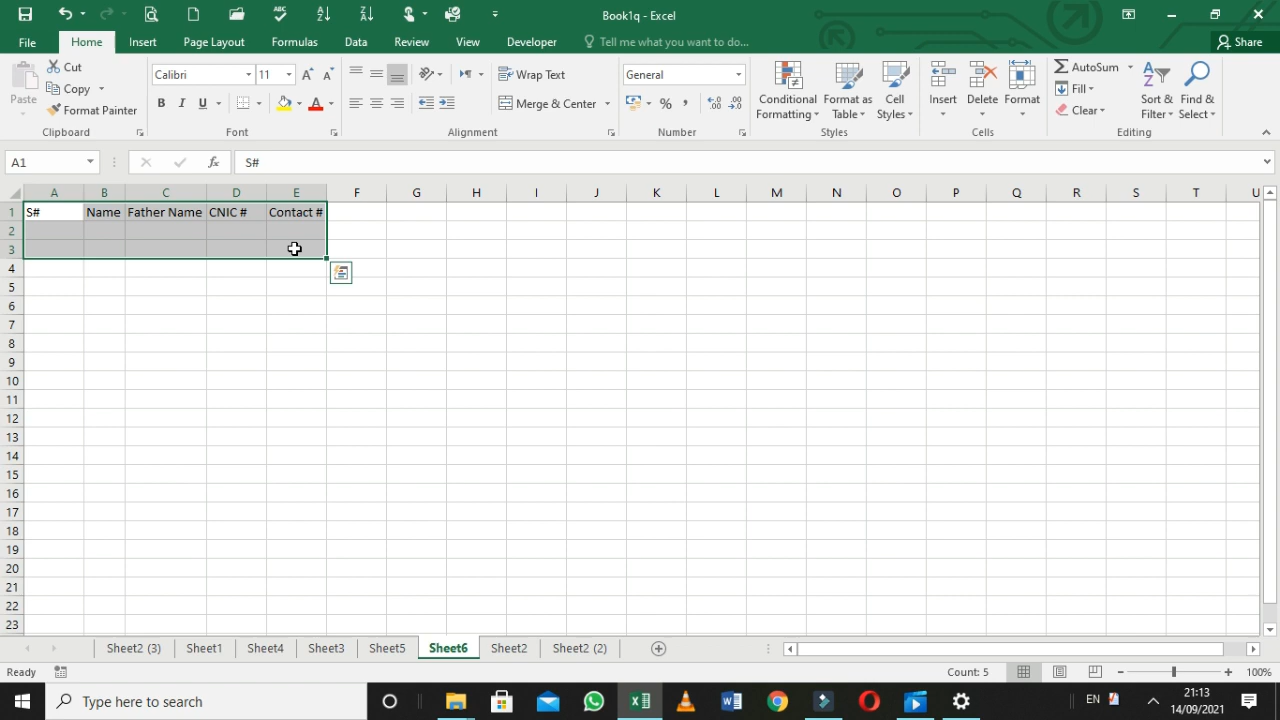 Book1q - Excel
File Home Insert Page Layout Formulas Data Review View Developer Tell me what you want to do... Share
Paste
Cut
Copy
Format Painter
Clipboard
Calibri 11
B I U A
Font
Wrap Text
Merge & Center
Alignment
General
% ,
Number
Conditional Formatting
Format as Table
Cell Styles
Styles
Insert Delete Format
Cells
AutoSum
Fill
Clear
Sort & Filter
Find & Select
Editing
A1 fx S#
A B C D E F G H I J K L M N O P Q R S T U
1 S# Name Father Name CNIC # Contact #
2
3
4
5
6
7
8
9
10
11
12
13
14
15
16
17
18
19
20
21
22
23
Sheet2 (3) Sheet1 Sheet4 Sheet3 Sheet5 Sheet6 Sheet2 Sheet2 (2)
Ready Count: 5 100%
Type here to search EN 21:13
14/09/2021